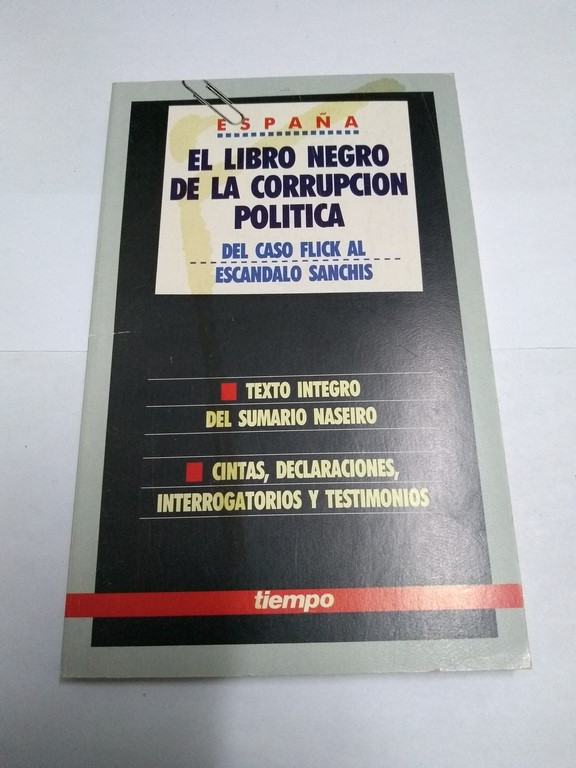 ESPAÑA
EL LIBRO NEGRO
DE LA CORRUPCION
POLITICA
DEL CASO FLICK AL
ESCANDALO SANCHIS
TEXTO INTEGRO
DEL SUMARIO NASEIRO
CINTAS, DECLARACIONES,
INTERROGATORIOS Y TESTIMONIOS
tiempo